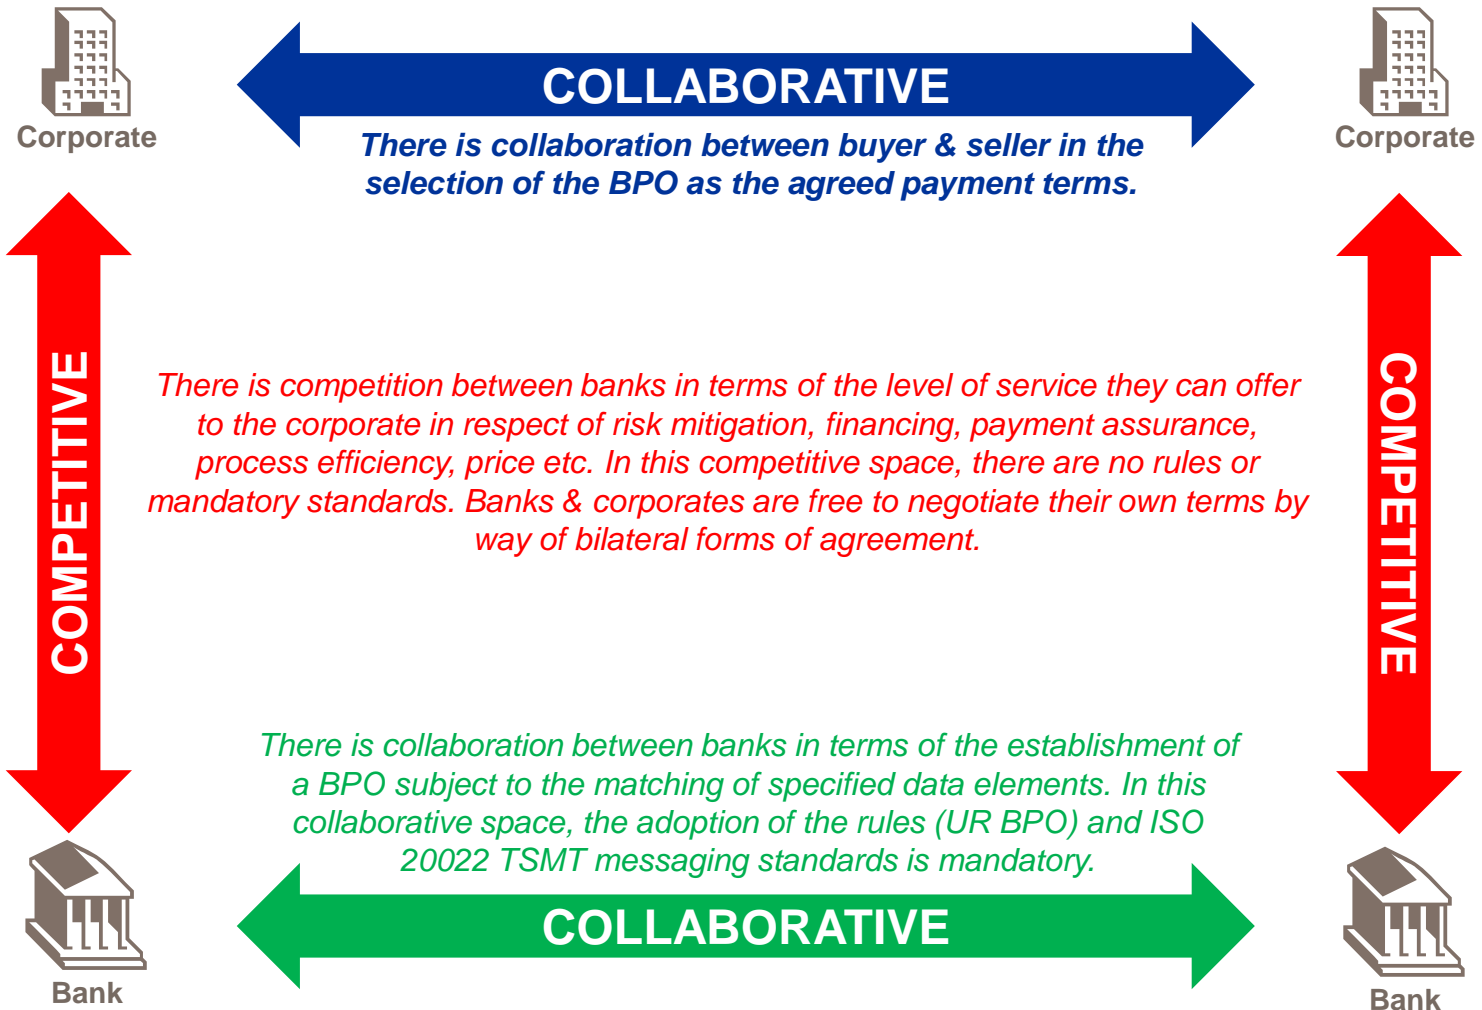 COLLABORATIVE
Corporate
Corporate
There is collaboration between buyer & seller in the
selection of the BPO as the agreed payment terms.
COMPETITIVE
COMPETITIVE
There is competition between banks in terms of the level of service they can offer
to the corporate in respect of risk mitigation, financing, payment assurance,
process efficiency, price etc. In this competitive space, there are no rules or
mandatory standards. Banks & corporates are free to negotiate their own terms by
way of bilateral forms of agreement.
There is collaboration between banks in terms of the establishment of
a BPO subject to the matching of specified data elements. In this
collaborative space, the adoption of the rules (UR BPO) and ISO
20022 TSMT messaging standards is mandatory.
COLLABORATIVE
Bank
Bank